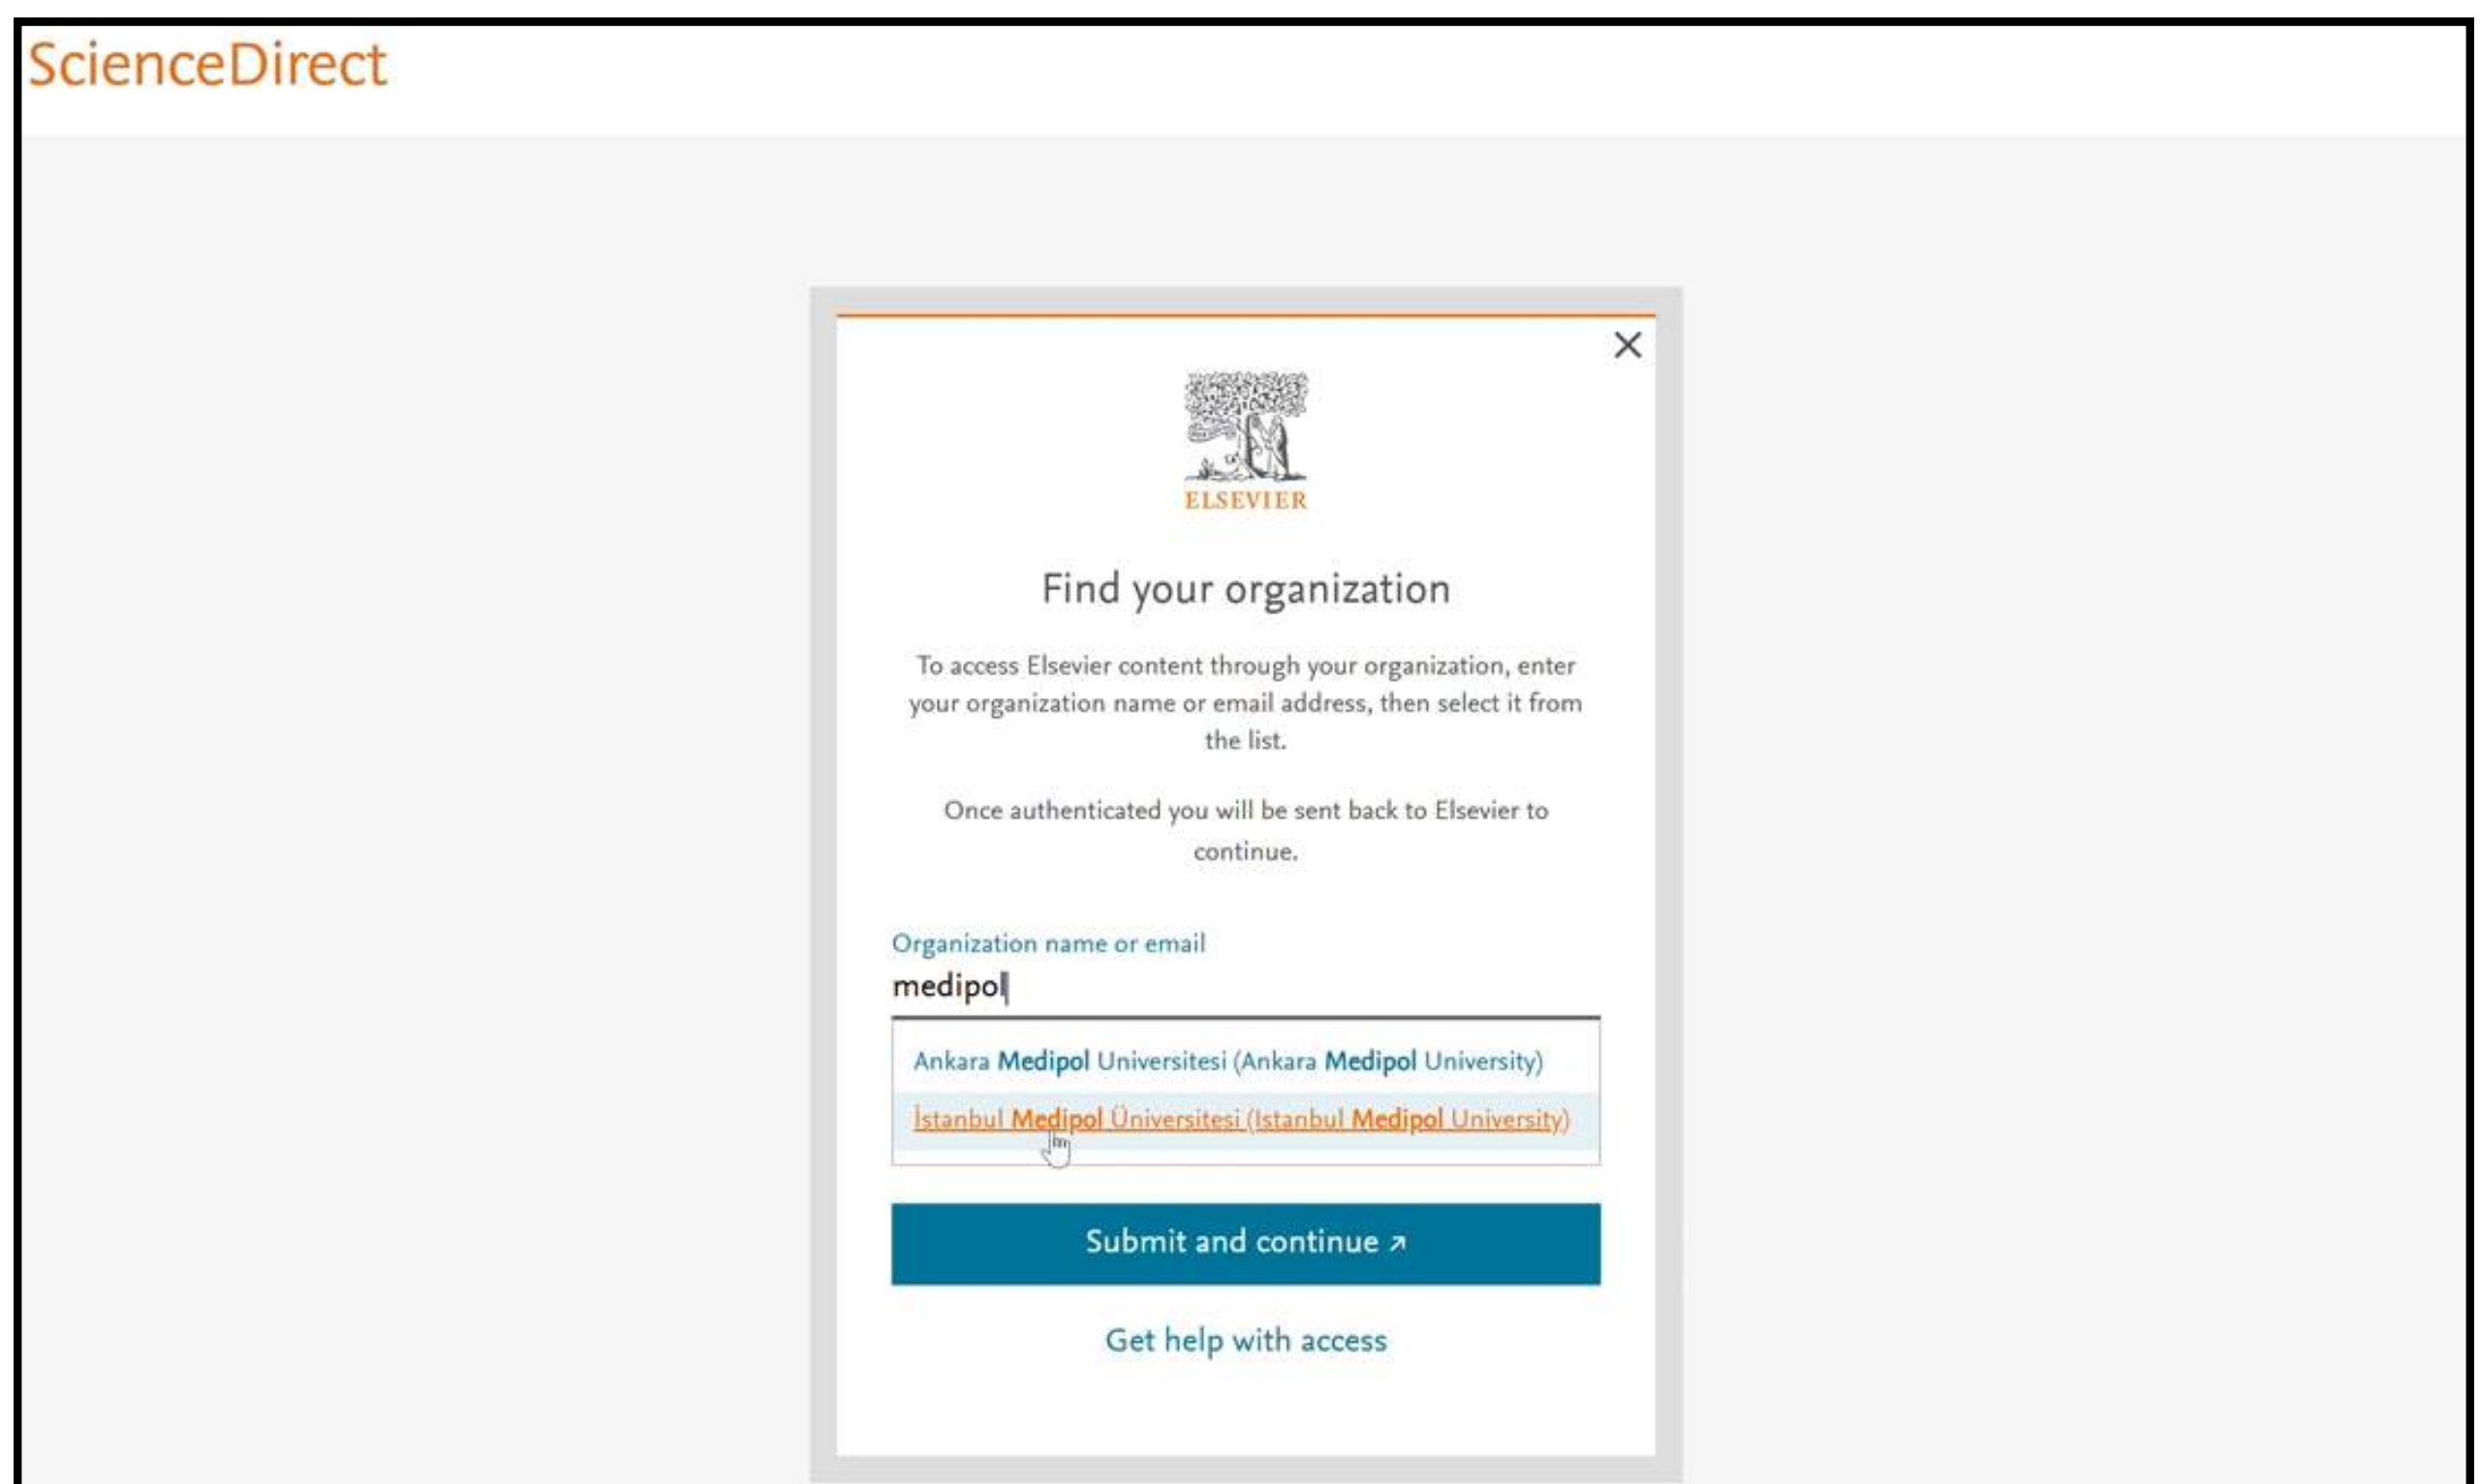 ScienceDirect
ELSEVIER
Find your organization
To access Elsevier content through your organization, enter
your organization name or email address, then select it from
the list.
Once authenticated you will be sent back to Elsevier to
continue.
Organization name or email
medipol
Ankara Medipol Universitesi (Ankara Medipol University)
İstanbul Medipol Üniversitesi (Istanbul Medipol University)
Submit and continue ↗
Get help with access